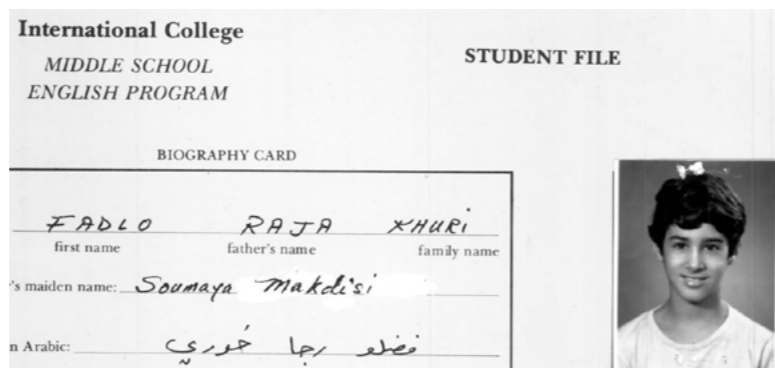 International College
MIDDLE SCHOOL
ENGLISH PROGRAM
STUDENT FILE
BIOGRAPHY CARD
FADLO RAJA KHURI
first name father's name family name
's maiden name: Soumaya Makdisi
n Arabic: فضلو رجا خوري